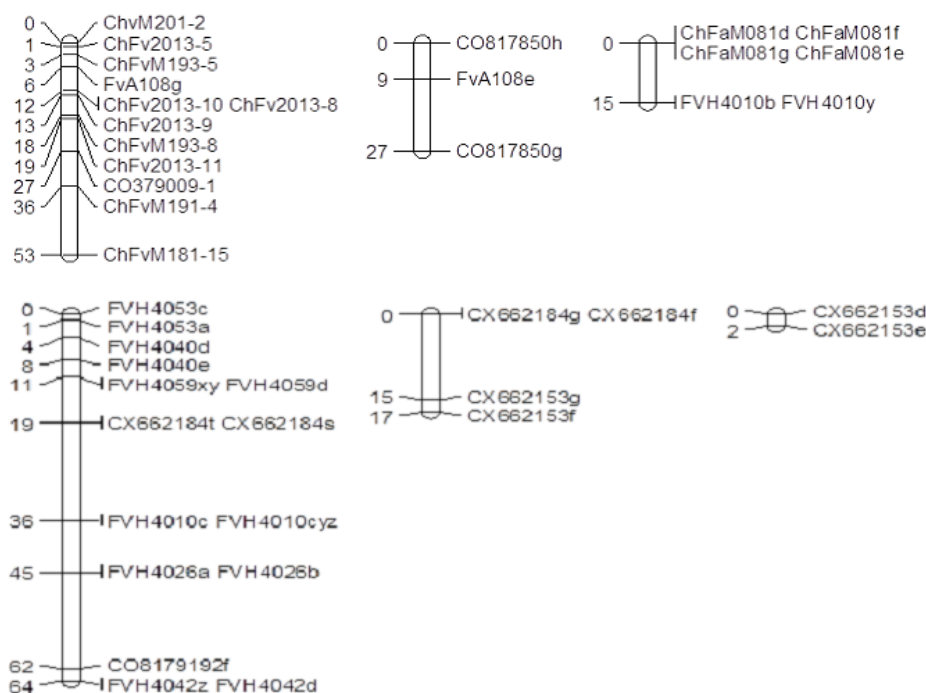 0 ChvM201-2
1 ChFv2013-5
3 ChFvM193-5
6 FvA108g
12 ChFv2013-10 ChFv2013-8
13 ChFv2013-9
18 ChFvM193-8
19 ChFv2013-11
27 CO379009-1
36 ChFvM191-4
53 ChFvM181-15
0 CO817850h
9 FvA108e
27 CO817850g
ChFaM081d ChFaM081f
0 ChFaM081g ChFaM081e
15 FVH4010b FVH4010y
0 FVH4053c
1 FVH4053a
4 FVH4040d
8 FVH4040e
11 FVH4059xy FVH4059d
19 CX662184t CX662184s
36 FVH4010c FVH4010cyz
45 FVH4026a FVH4026b
62 CO8179192f
64 FVH4042z FVH4042d
0 CX662184g CX662184f
15 CX662153g
17 CX662153f
0 CX662153d
2 CX662153e